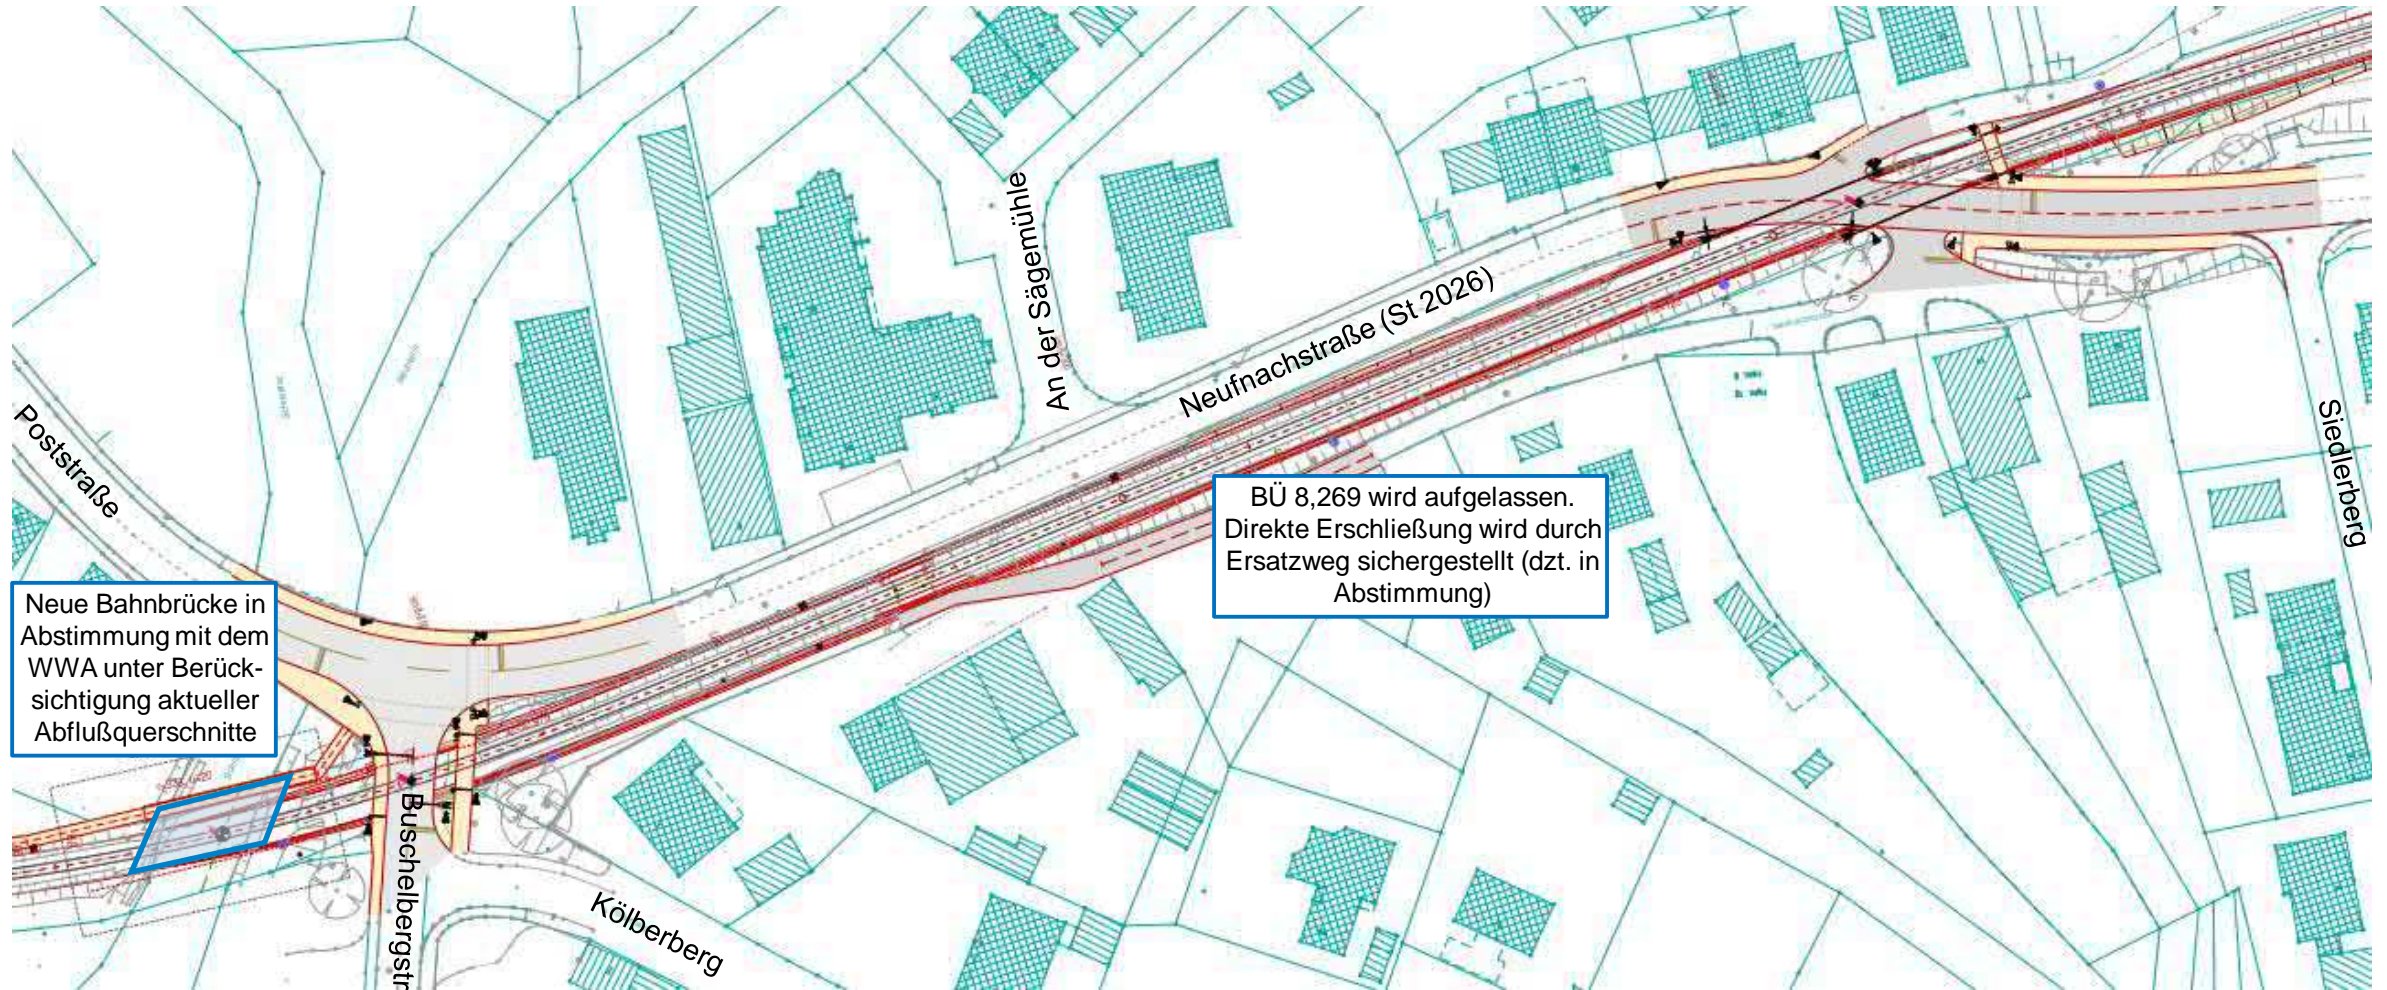 An der Sägemühle
Neufnachstraße (St 2026)
Poststraße
Siedlerberg
BÜ 8,269 wird aufgelassen.
Direkte Erschließung wird durch
Ersatzweg sichergestellt (dzt. in
Abstimmung)
Neue Bahnbrücke in
Abstimmung mit dem
WWA unter Berück-
sichtigung aktueller
Abflußquerschnitte
Buschelbergstr
Kölberberg